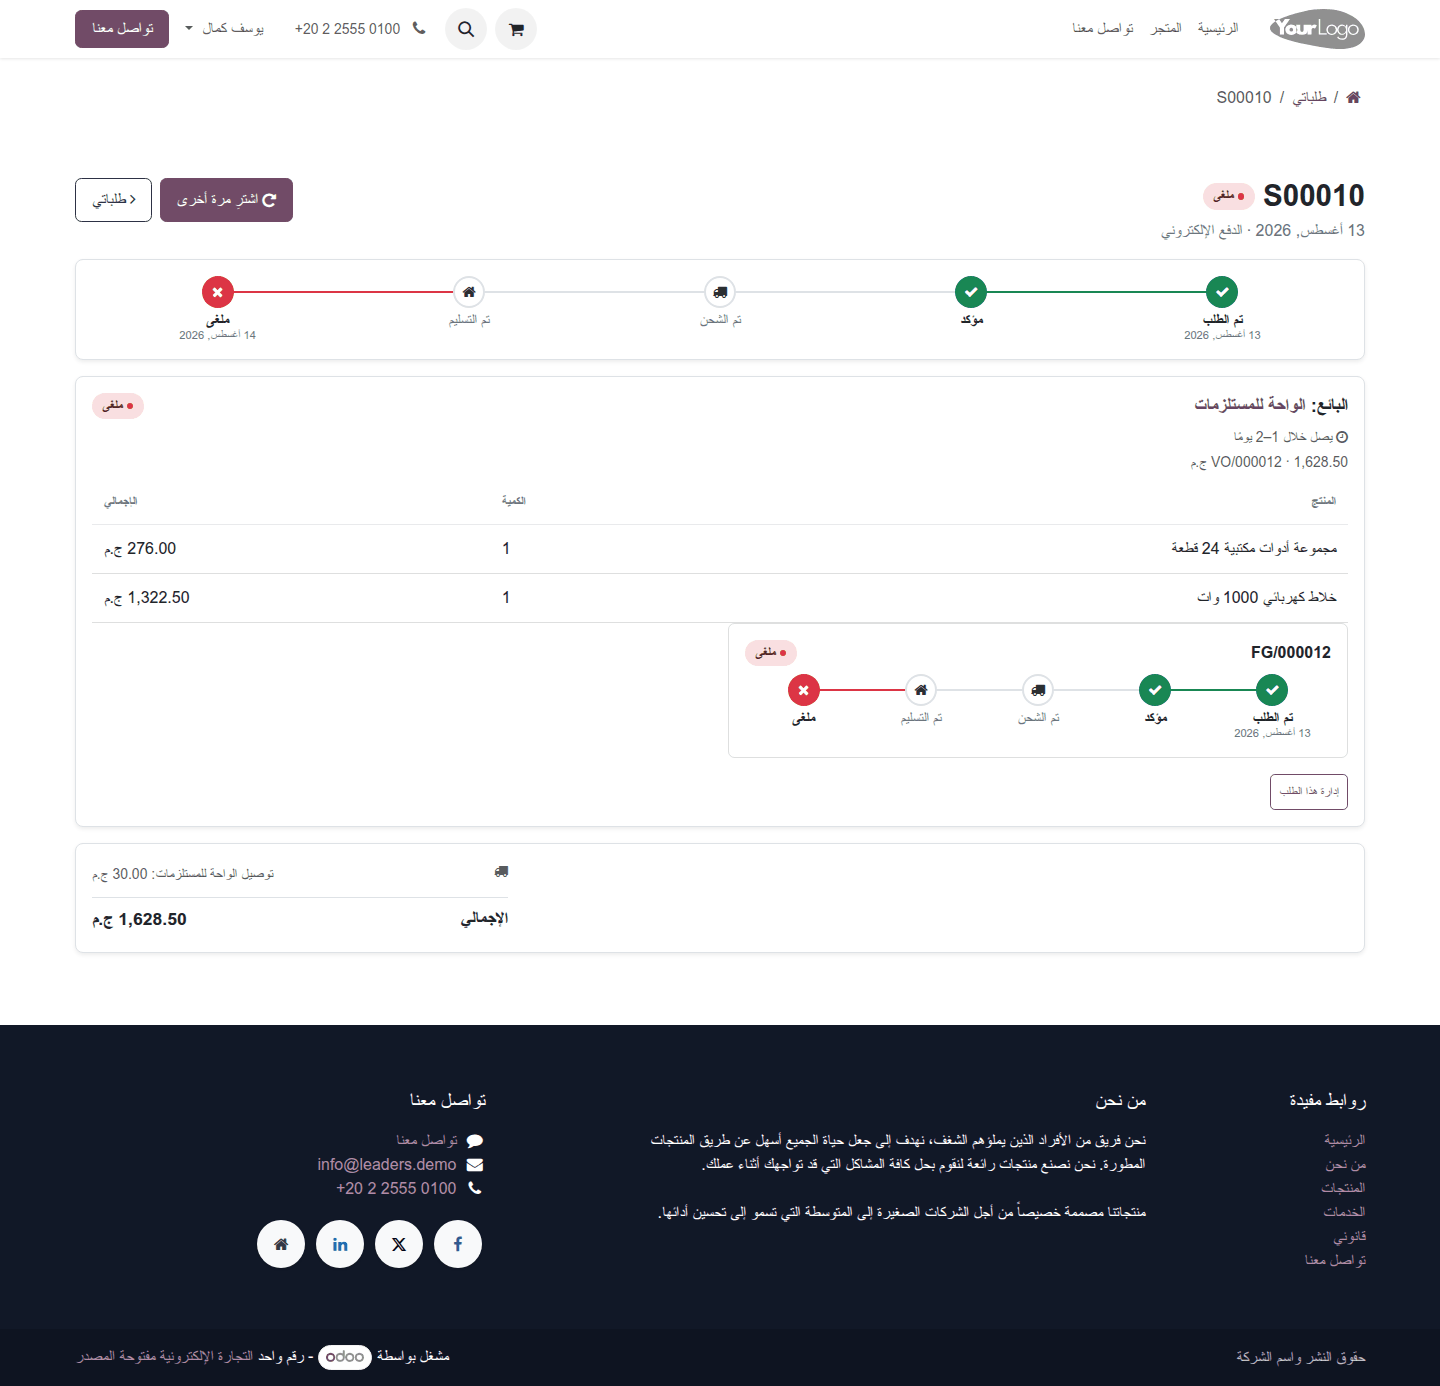 YourLogo
الرئيسية
المتجر
تواصل معنا
+20 2 2555 0100
يوسف كمال
تواصل معنا
/ طلباتي / S00010
S00010
ملغى
13 أغسطس, 2026 · الدفع الإلكتروني
اشترِ مرة أخرى
طلباتي
تم الطلب
13 أغسطس, 2026
مؤكد
تم الشحن
تم التسليم
ملغى
14 أغسطس, 2026
البائع: الواحة للمستلزمات
ملغى
يصل خلال 1–2 يومًا
VO/000012 · 1,628.50 ج.م
المنتج
الكمية
الإجمالي
مجموعة أدوات مكتبية 24 قطعة
1
276.00 ج.م
خلاط كهربائي 1000 وات
1
1,322.50 ج.م
FG/000012
ملغى
تم الطلب
13 أغسطس, 2026
مؤكد
تم الشحن
تم التسليم
ملغى
إدارة هذا الطلب
توصيل الواحة للمستلزمات: 30.00 ج.م
الإجمالي
1,628.50 ج.م
روابط مفيدة
الرئيسية
من نحن
المنتجات
الخدمات
قانوني
تواصل معنا
من نحن
نحن فريق من الأفراد الذين يملؤهم الشغف، نهدف إلى جعل حياة الجميع أسهل عن طريق المنتجات
المطورة. نحن نصنع منتجات رائعة لنقوم بحل كافة المشاكل التي قد تواجهك أثناء عملك.
منتجاتنا مصممة خصيصاً من أجل الشركات الصغيرة إلى المتوسطة التي تسمو إلى تحسين أدائها.
تواصل معنا
تواصل معنا
info@leaders.demo
+20 2 2555 0100
حقوق النشر واسم الشركة
مشغل بواسطة odoo - رقم واحد التجارة الإلكترونية مفتوحة المصدر